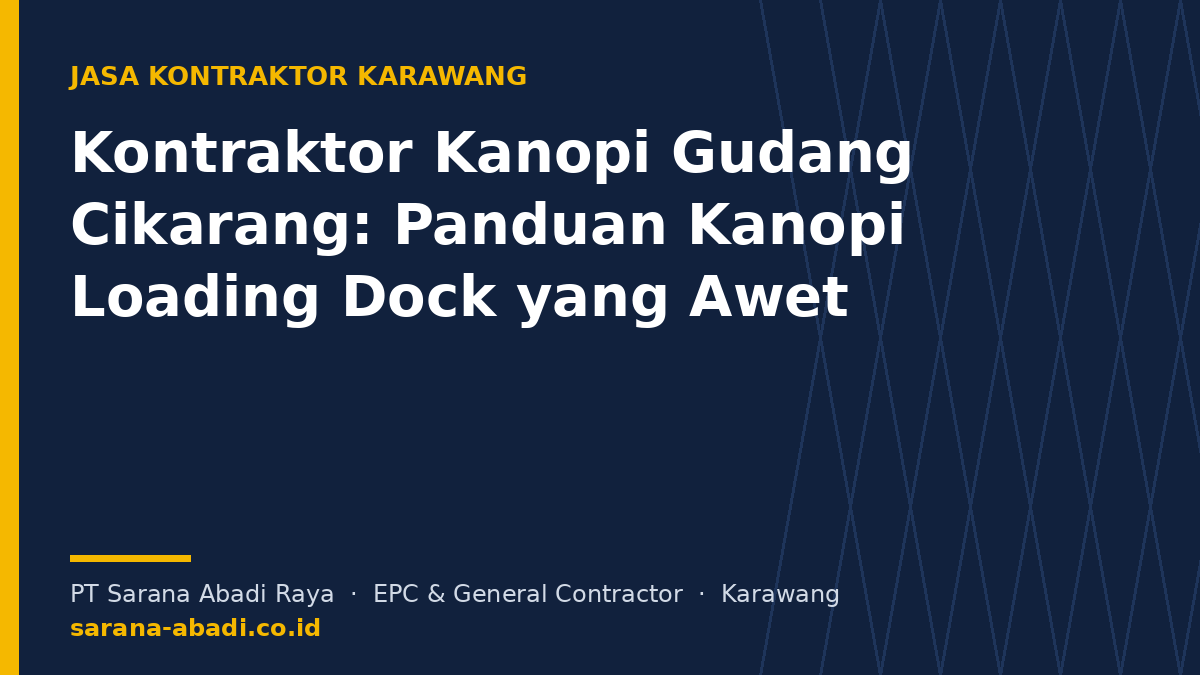 JASA KONTRAKTOR KARAWANG
Kontraktor Kanopi Gudang
Cikarang: Panduan Kanopi
Loading Dock yang Awet
PT Sarana Abadi Raya · EPC & General Contractor · Karawang
sarana-abadi.co.id